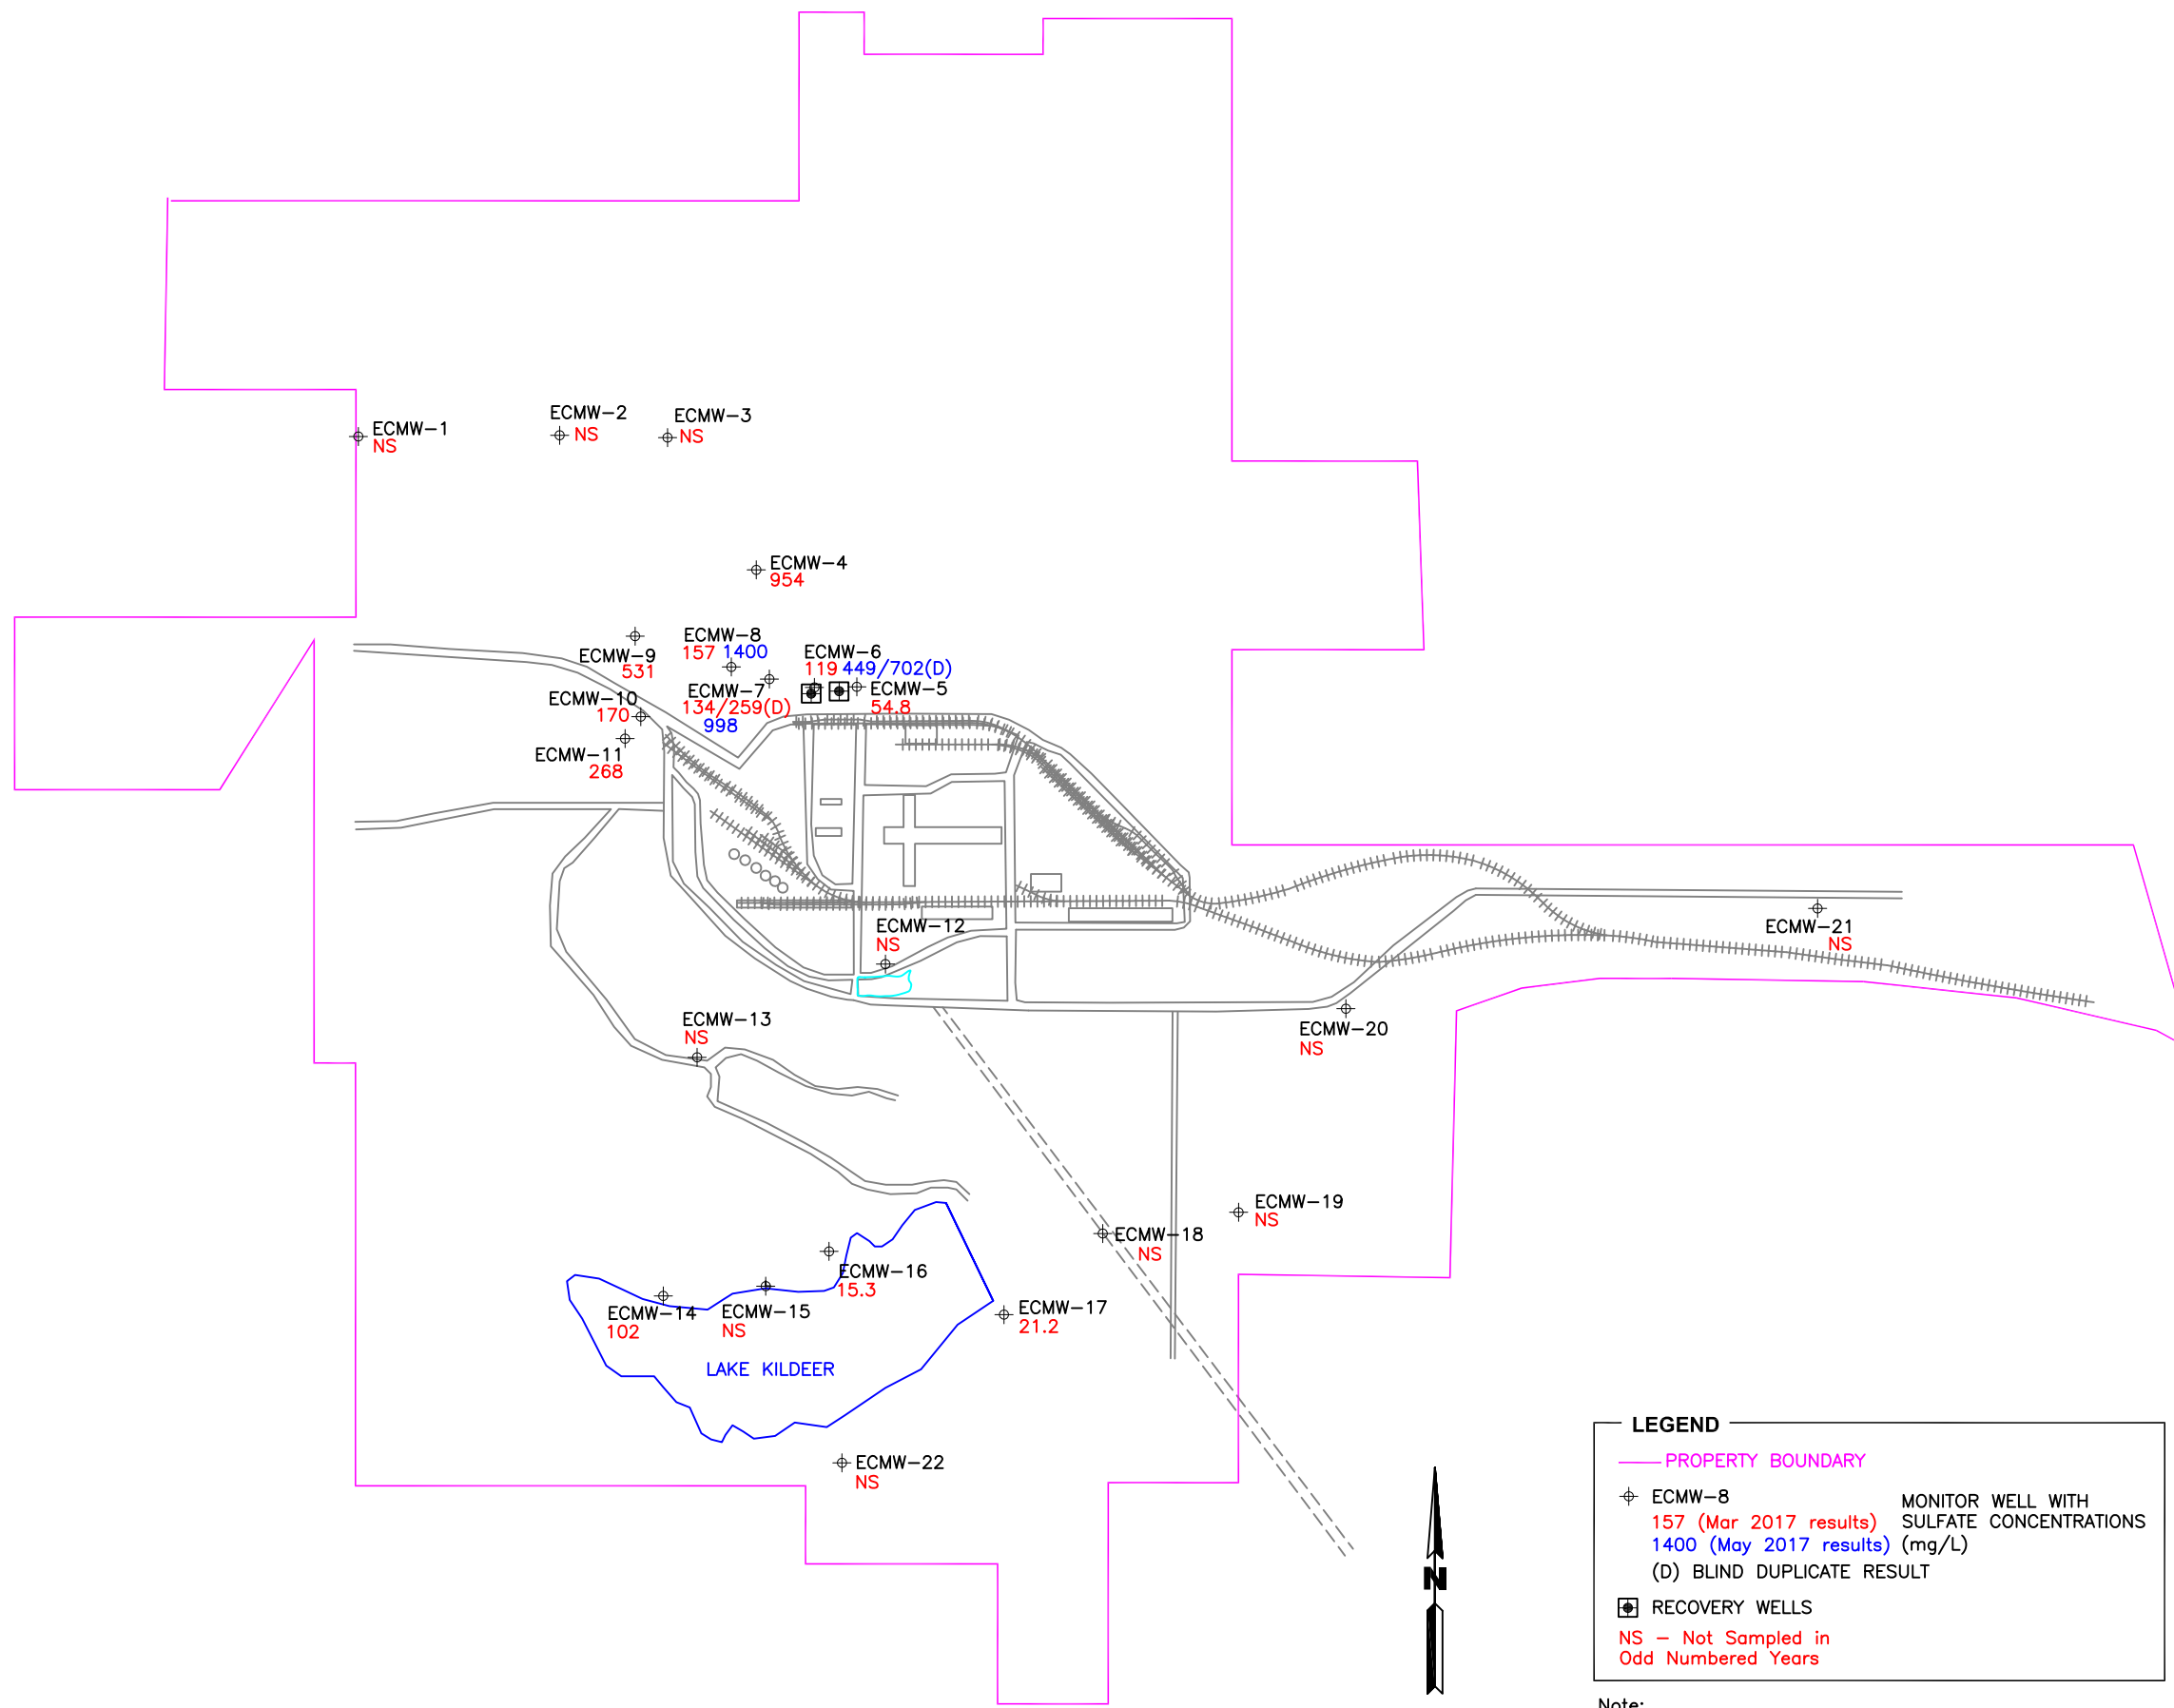 ECMW-1
NS
ECMW-2
NS
ECMW-3
NS
ECMW-4
954
ECMW-8
157 1400
ECMW-9
531
ECMW-6
119 449/702(D)
ECMW-7
134/259(D)
998
ECMW-5
54.8
ECMW-10
170
ECMW-11
268
ECMW-12
NS
ECMW-21
NS
ECMW-13
NS
ECMW-20
NS
ECMW-19
NS
ECMW-18
NS
ECMW-16
15.3
ECMW-14
102
ECMW-15
NS
ECMW-17
21.2
LAKE KILDEER
ECMW-22
NS
N
LEGEND
PROPERTY BOUNDARY
ECMW-8
157 (Mar 2017 results)
1400 (May 2017 results)
MONITOR WELL WITH
SULFATE CONCENTRATIONS
(mg/L)
(D) BLIND DUPLICATE RESULT
RECOVERY WELLS
NS - Not Sampled in
Odd Numbered Years
Note: